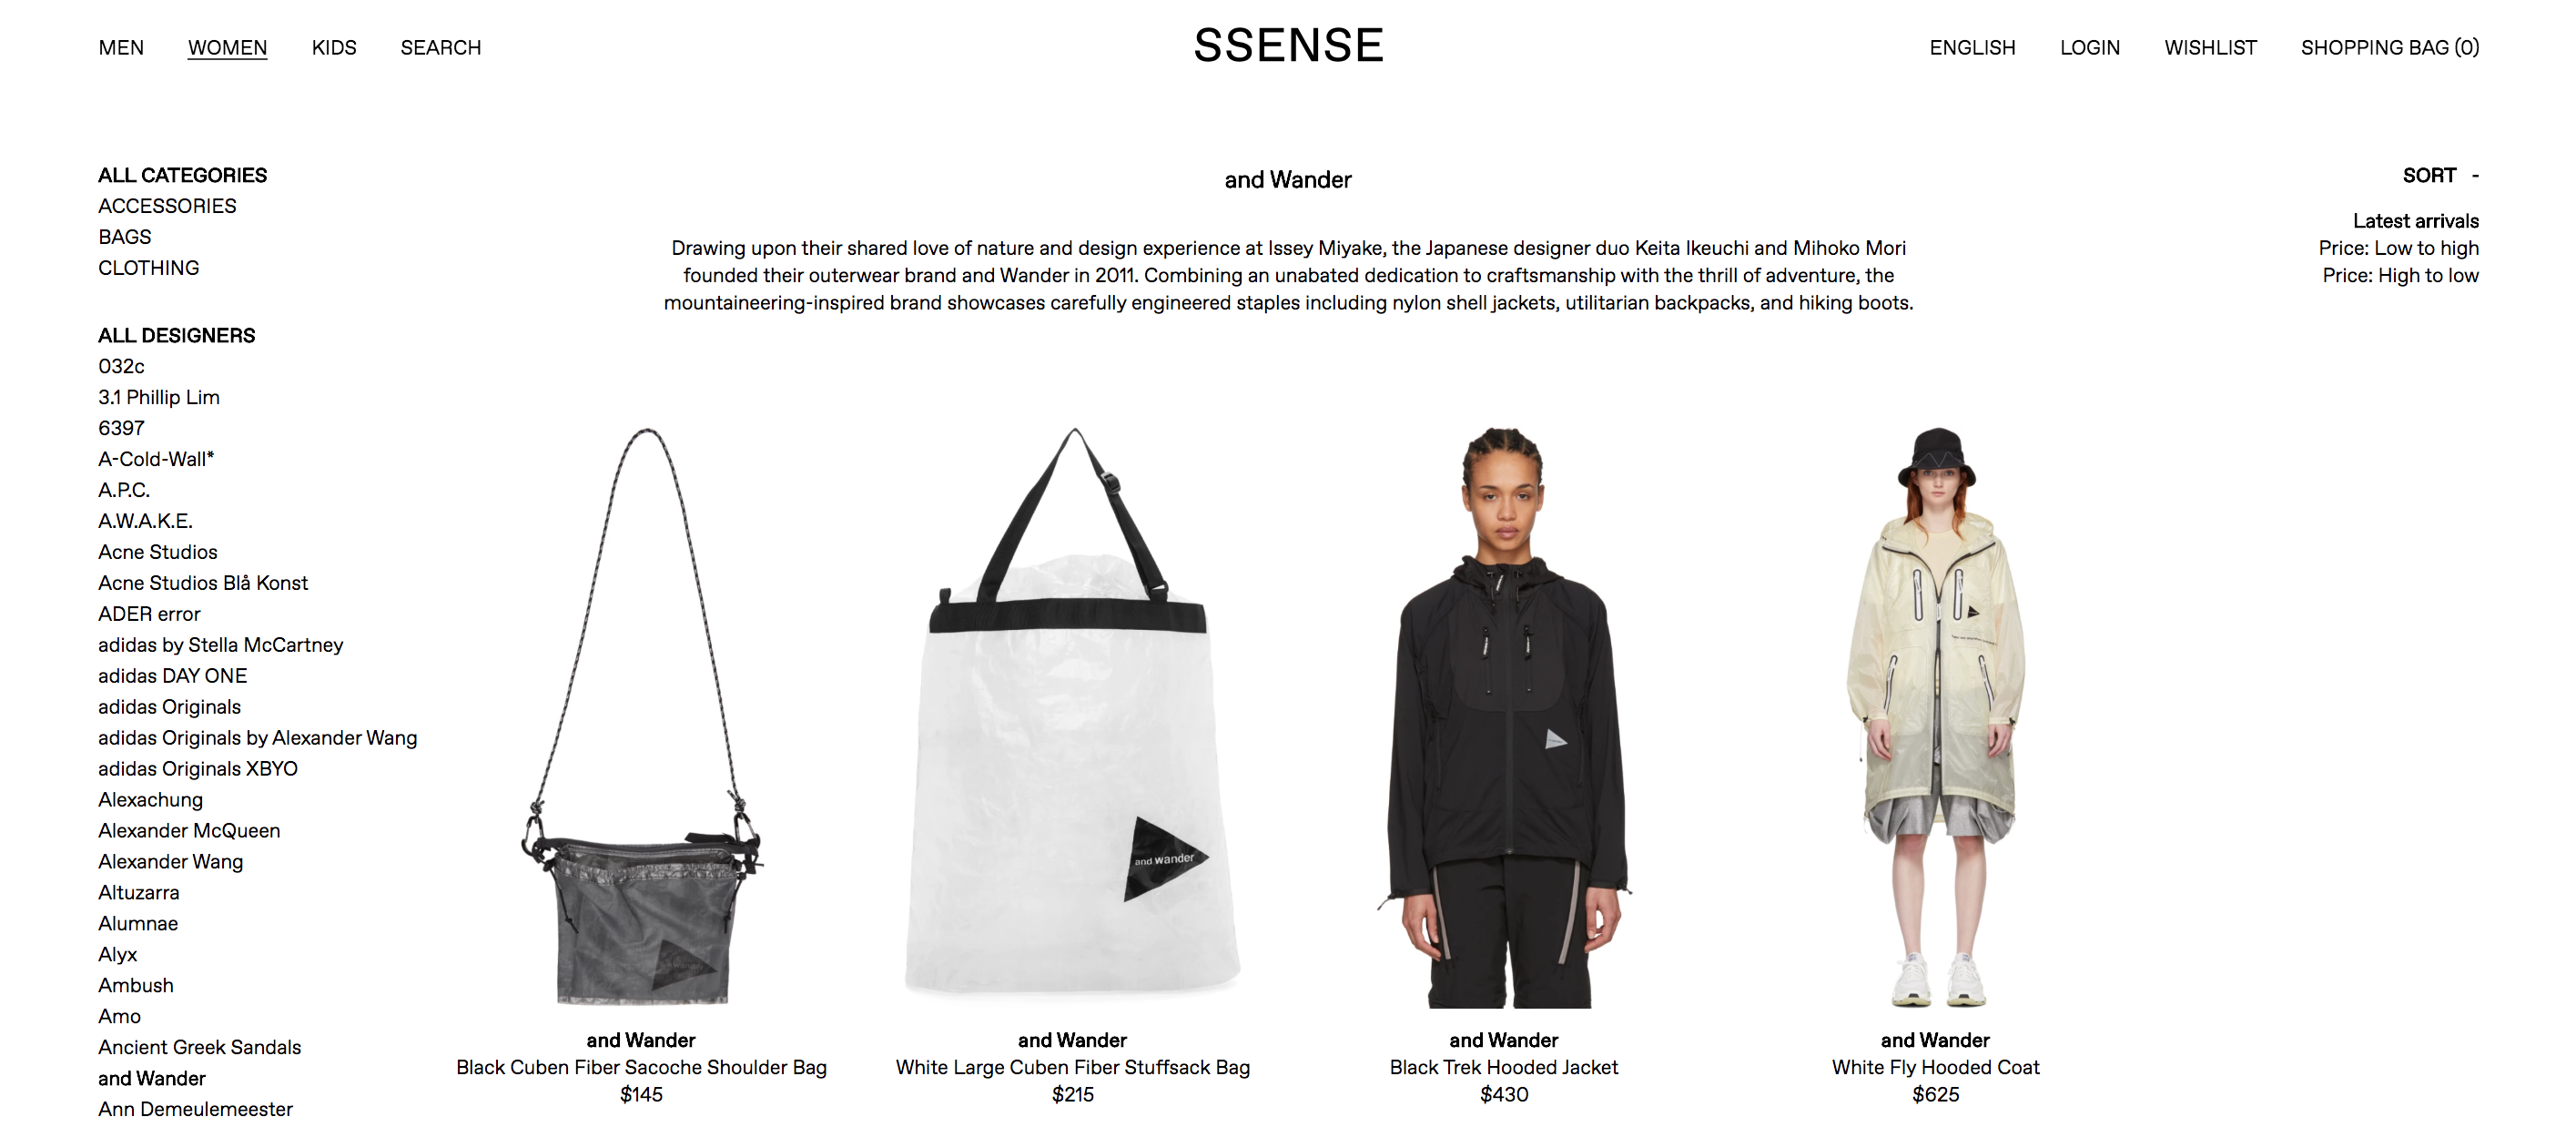 MEN WOMEN KIDS SEARCH
SSENSE
ENGLISH LOGIN WISHLIST SHOPPING BAG (0)
ALL CATEGORIES
ACCESSORIES
BAGS
CLOTHING
ALL DESIGNERS
032c
3.1 Phillip Lim
6397
A-Cold-Wall*
A.P.C.
A.W.A.K.E.
Acne Studios
Acne Studios Blå Konst
ADER error
adidas by Stella McCartney
adidas DAY ONE
adidas Originals
adidas Originals by Alexander Wang
adidas Originals XBYO
Alexachung
Alexander McQueen
Alexander Wang
Altuzarra
Alumnae
Alyx
Ambush
Amo
Ancient Greek Sandals
and Wander
Ann Demeulemeester
and Wander
Drawing upon their shared love of nature and design experience at Issey Miyake, the Japanese designer duo Keita Ikeuchi and Mihoko Mori
founded their outerwear brand and Wander in 2011. Combining an unabated dedication to craftsmanship with the thrill of adventure, the
mountaineering-inspired brand showcases carefully engineered staples including nylon shell jackets, utilitarian backpacks, and hiking boots.
SORT -
Latest arrivals
Price: Low to high
Price: High to low
and wander
and Wander
Black Cuben Fiber Sacoche Shoulder Bag
$145
and Wander
White Large Cuben Fiber Stuffsack Bag
$215
and Wander
Black Trek Hooded Jacket
$430
and Wander
White Fly Hooded Coat
$625